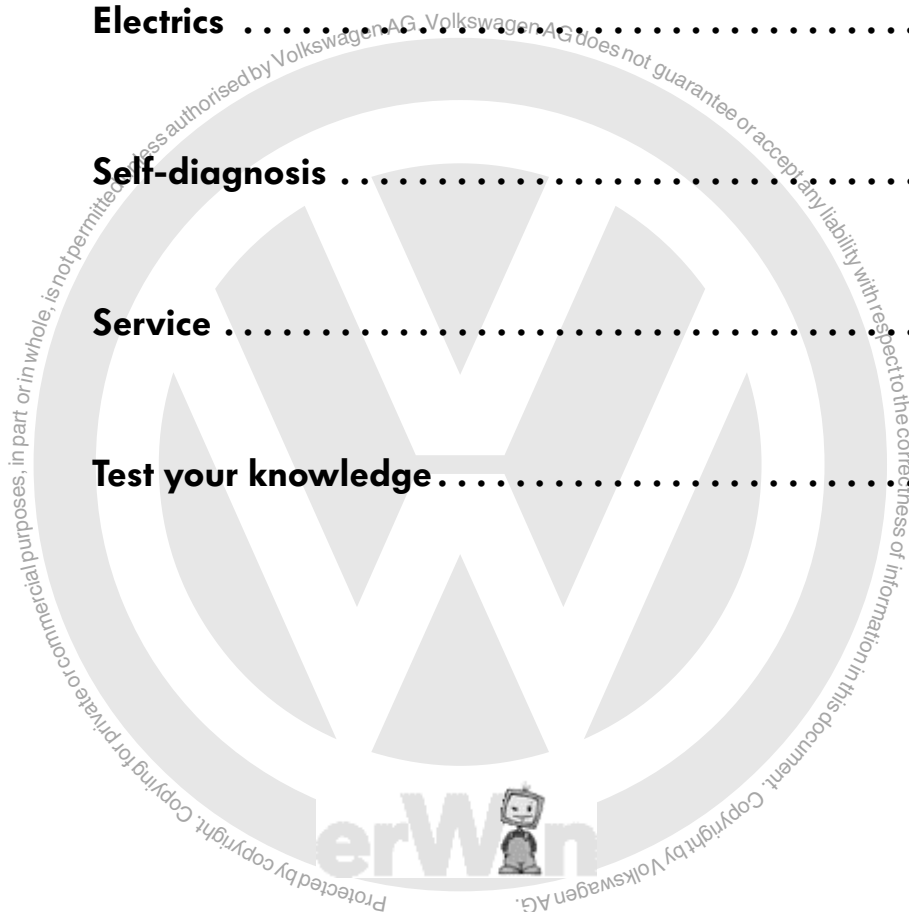 Electrics ..............................
Self-diagnosis ..............................
Service ..............................
Test your knowledge..............................
Protected by copyright. Copying for private or commercial purposes, in part or in whole, is not permitted unless authorised by Volkswagen AG. Volkswagen AG does not guarantee or accept any liability with respect to the correctness of information in this document. Copyright by Volkswagen AG.
erWin